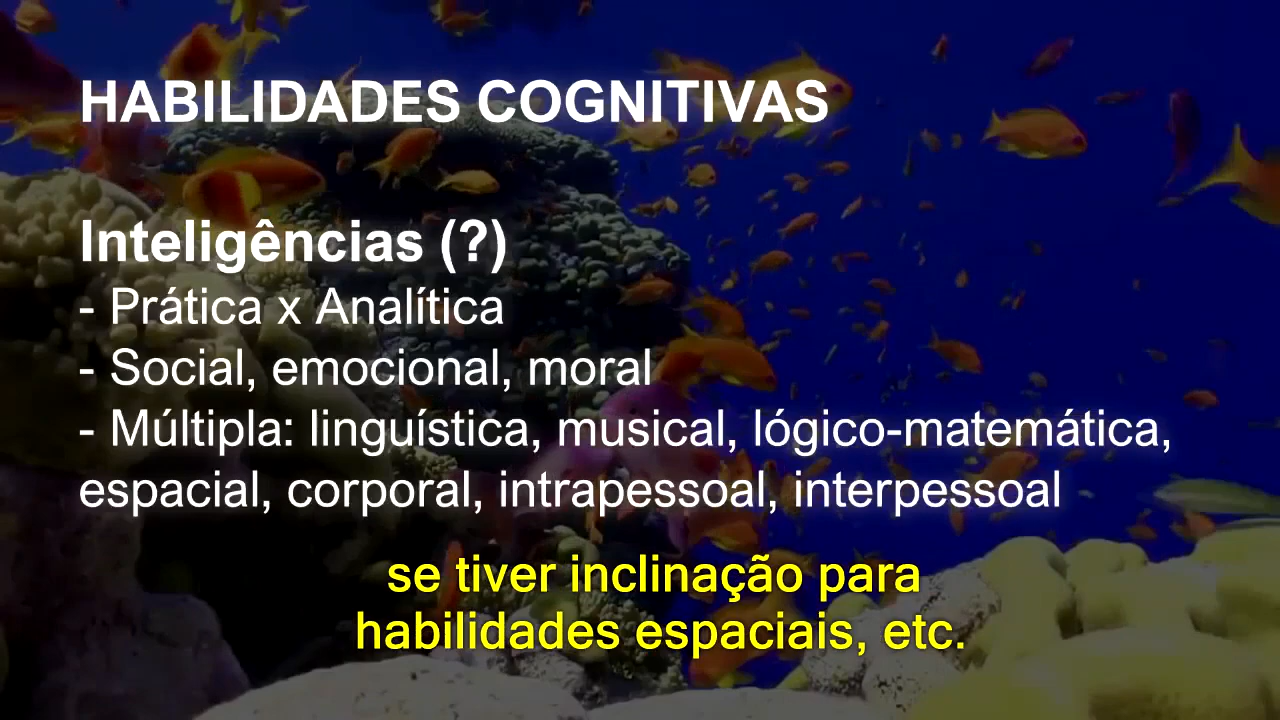 HABILIDADES COGNITIVAS
Inteligências (?)
- Prática x Analítica
- Social, emocional, moral
- Múltipla: linguística, musical, lógico-matemática,
espacial, corporal, intrapessoal, interpessoal
se tiver inclinação para
habilidades espaciais, etc.